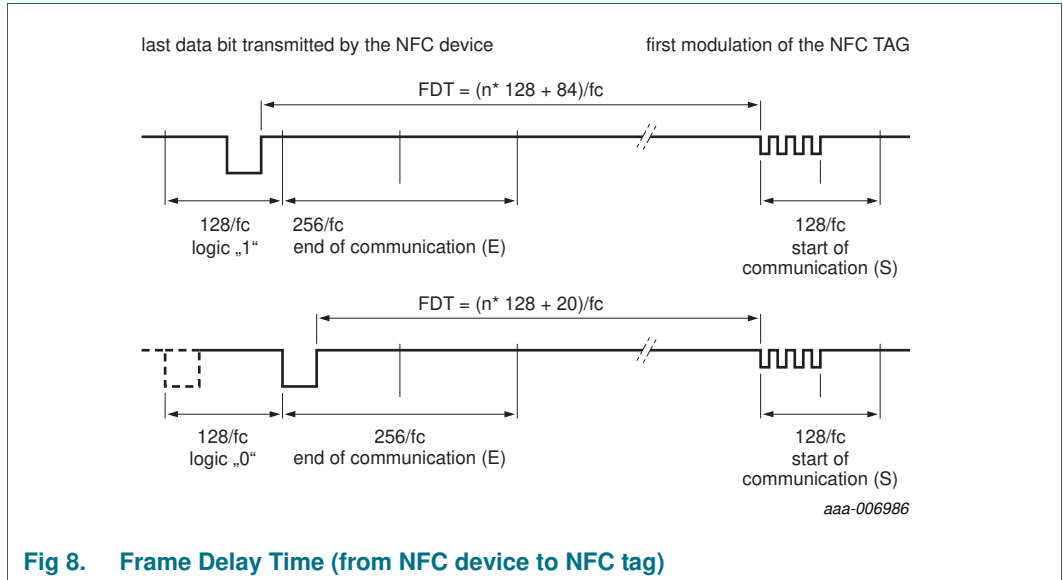 last data bit transmitted by the NFC device first modulation of the NFC TAG
FDT = (n* 128 + 84)/fc
128/fc 256/fc 128/fc
logic „1“ end of communication (E) start of
communication (S)
FDT = (n* 128 + 20)/fc
128/fc 256/fc 128/fc
logic „0“ end of communication (E) start of
communication (S)
aaa-006986
Fig 8. Frame Delay Time (from NFC device to NFC tag)